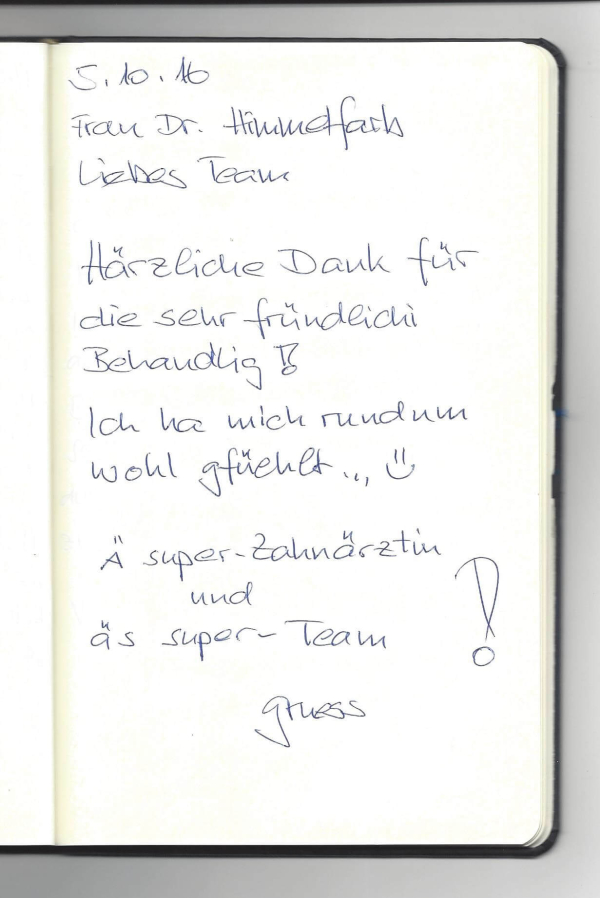 5.10.16
Frau Dr. Himmelfarb
Liebes Team
Härzliche Dank für
die sehr fründlichi
Behandlig !!
Ich ha mich rundum
wohl gfüehlt... ü
Ä super-Zahnärztin
und
äs super-Team !
gruess